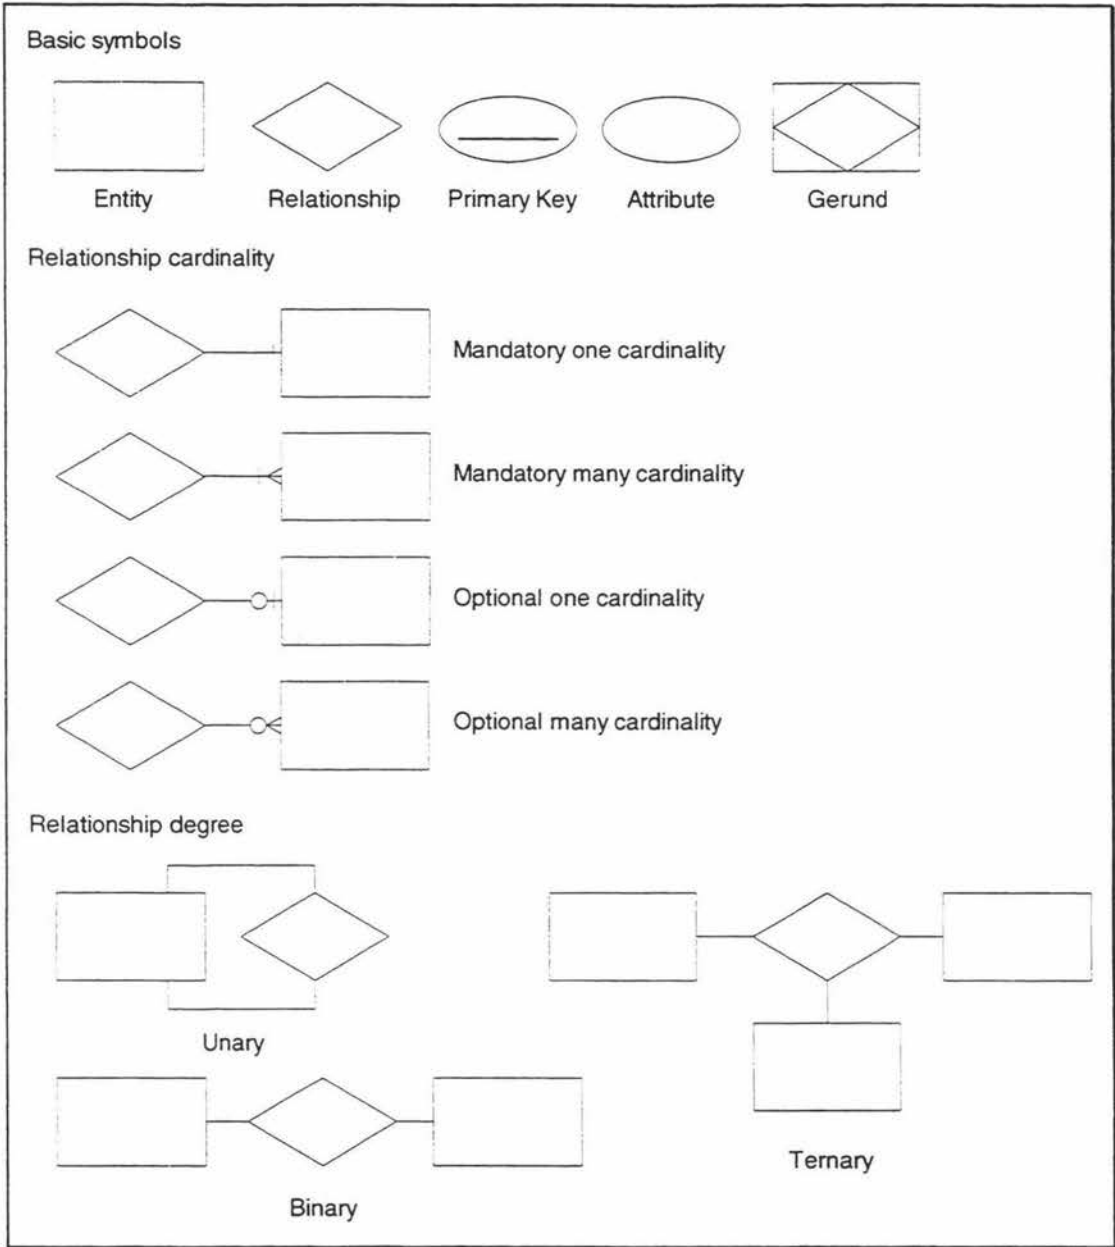 Basic symbols
Entity
Relationship
Primary Key
Attribute
Gerund
Relationship cardinality
Mandatory one cardinality
Mandatory many cardinality
Optional one cardinality
Optional many cardinality
Relationship degree
Unary
Ternary
Binary